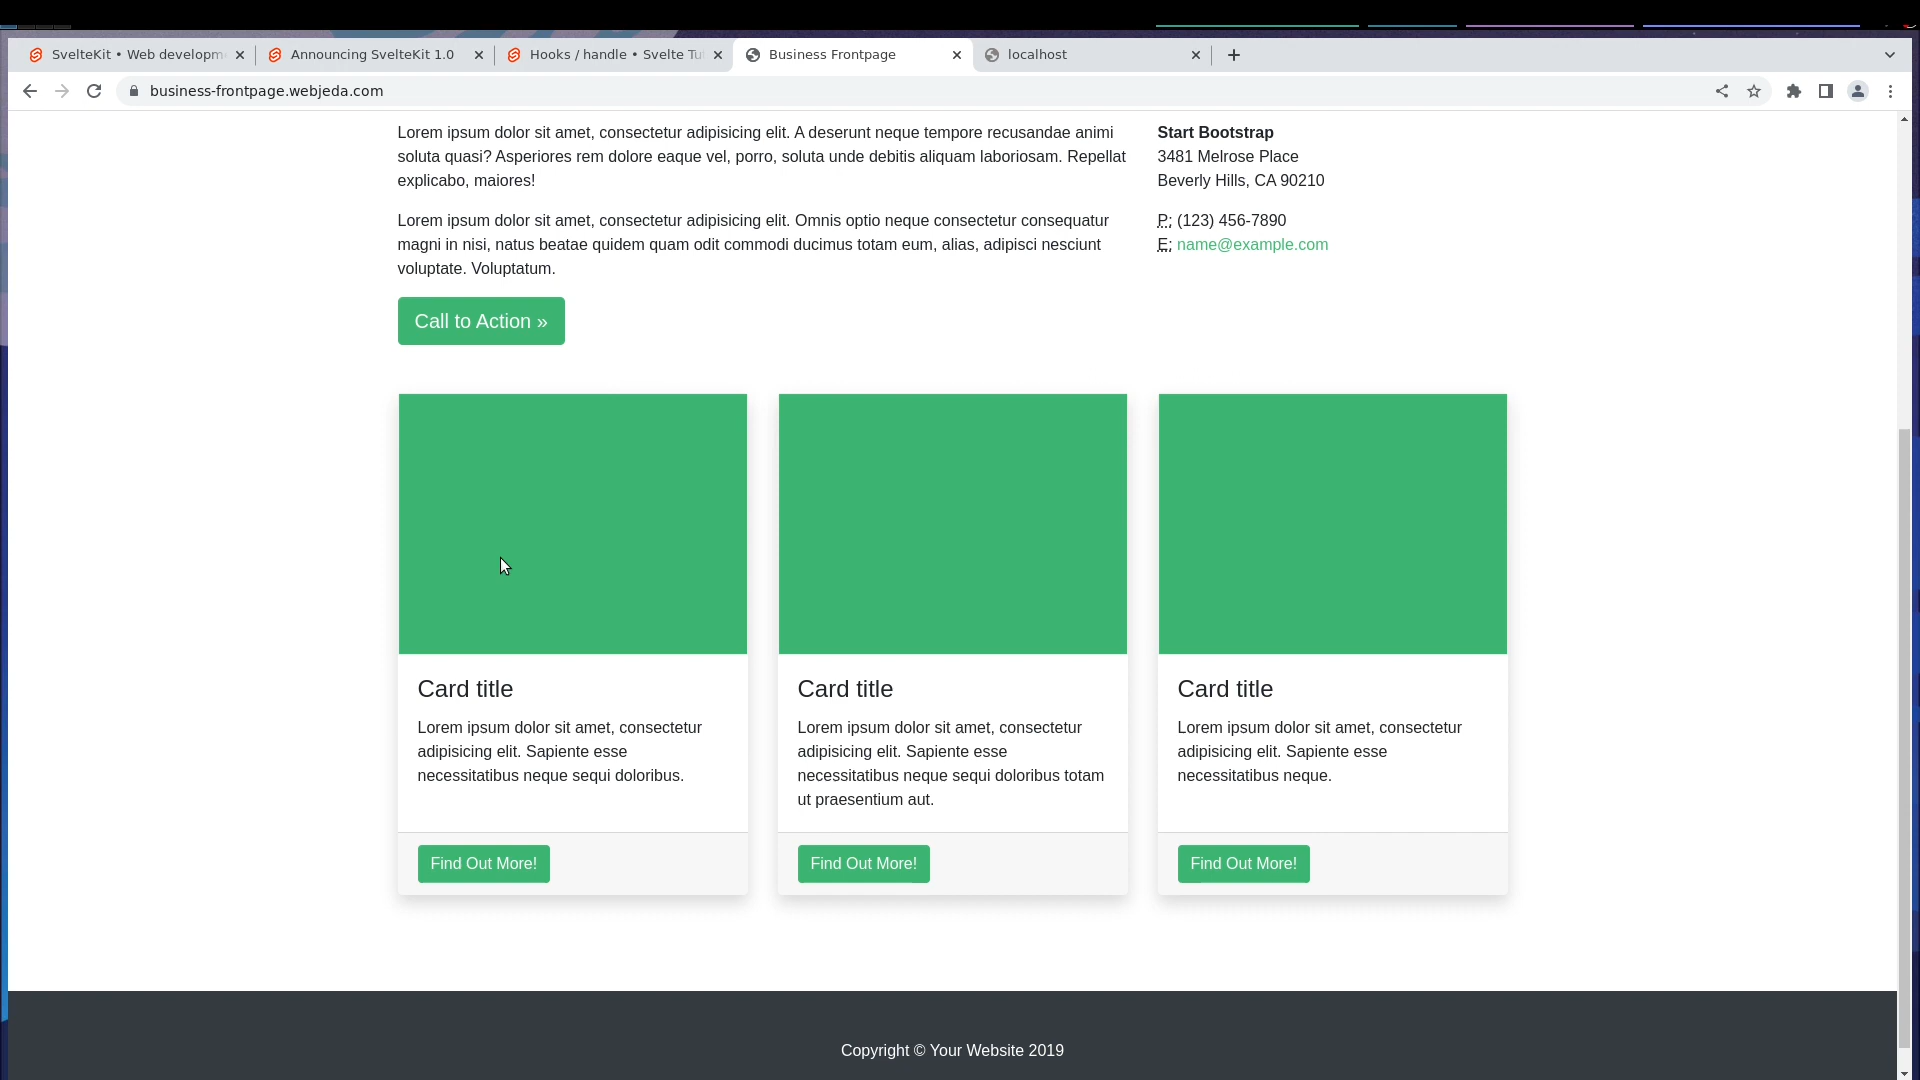 SvelteKit • Web developm
Announcing SvelteKit 1.0
Hooks / handle • Svelte Tu
Business Frontpage
localhost
business-frontpage.webjeda.com
Lorem ipsum dolor sit amet, consectetur adipisicing elit. A deserunt neque tempore recusandae animi
soluta quasi? Asperiores rem dolore eaque vel, porro, soluta unde debitis aliquam laboriosam. Repellat
explicabo, maiores!
Lorem ipsum dolor sit amet, consectetur adipisicing elit. Omnis optio neque consectetur consequatur
magni in nisi, natus beatae quidem quam odit commodi ducimus totam eum, alias, adipisci nesciunt
voluptate. Voluptatum.
Call to Action »
Start Bootstrap
3481 Melrose Place
Beverly Hills, CA 90210
P: (123) 456-7890
E: name@example.com
Card title
Lorem ipsum dolor sit amet, consectetur
adipisicing elit. Sapiente esse
necessitatibus neque sequi doloribus.
Find Out More!
Card title
Lorem ipsum dolor sit amet, consectetur
adipisicing elit. Sapiente esse
necessitatibus neque sequi doloribus totam
ut praesentium aut.
Find Out More!
Card title
Lorem ipsum dolor sit amet, consectetur
adipisicing elit. Sapiente esse
necessitatibus neque.
Find Out More!
Copyright © Your Website 2019